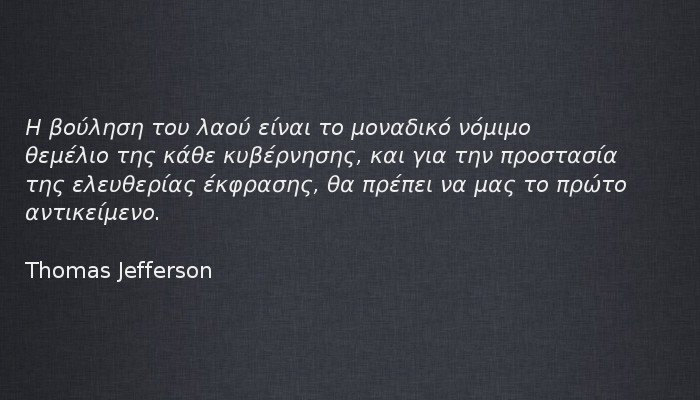 Η βούληση του λαού είναι το μοναδικό νόμιμο
θεμέλιο της κάθε κυβέρνησης, και για την προστασία
της ελευθερίας έκφρασης, θα πρέπει να μας το πρώτο
αντικείμενο.
Thomas Jefferson